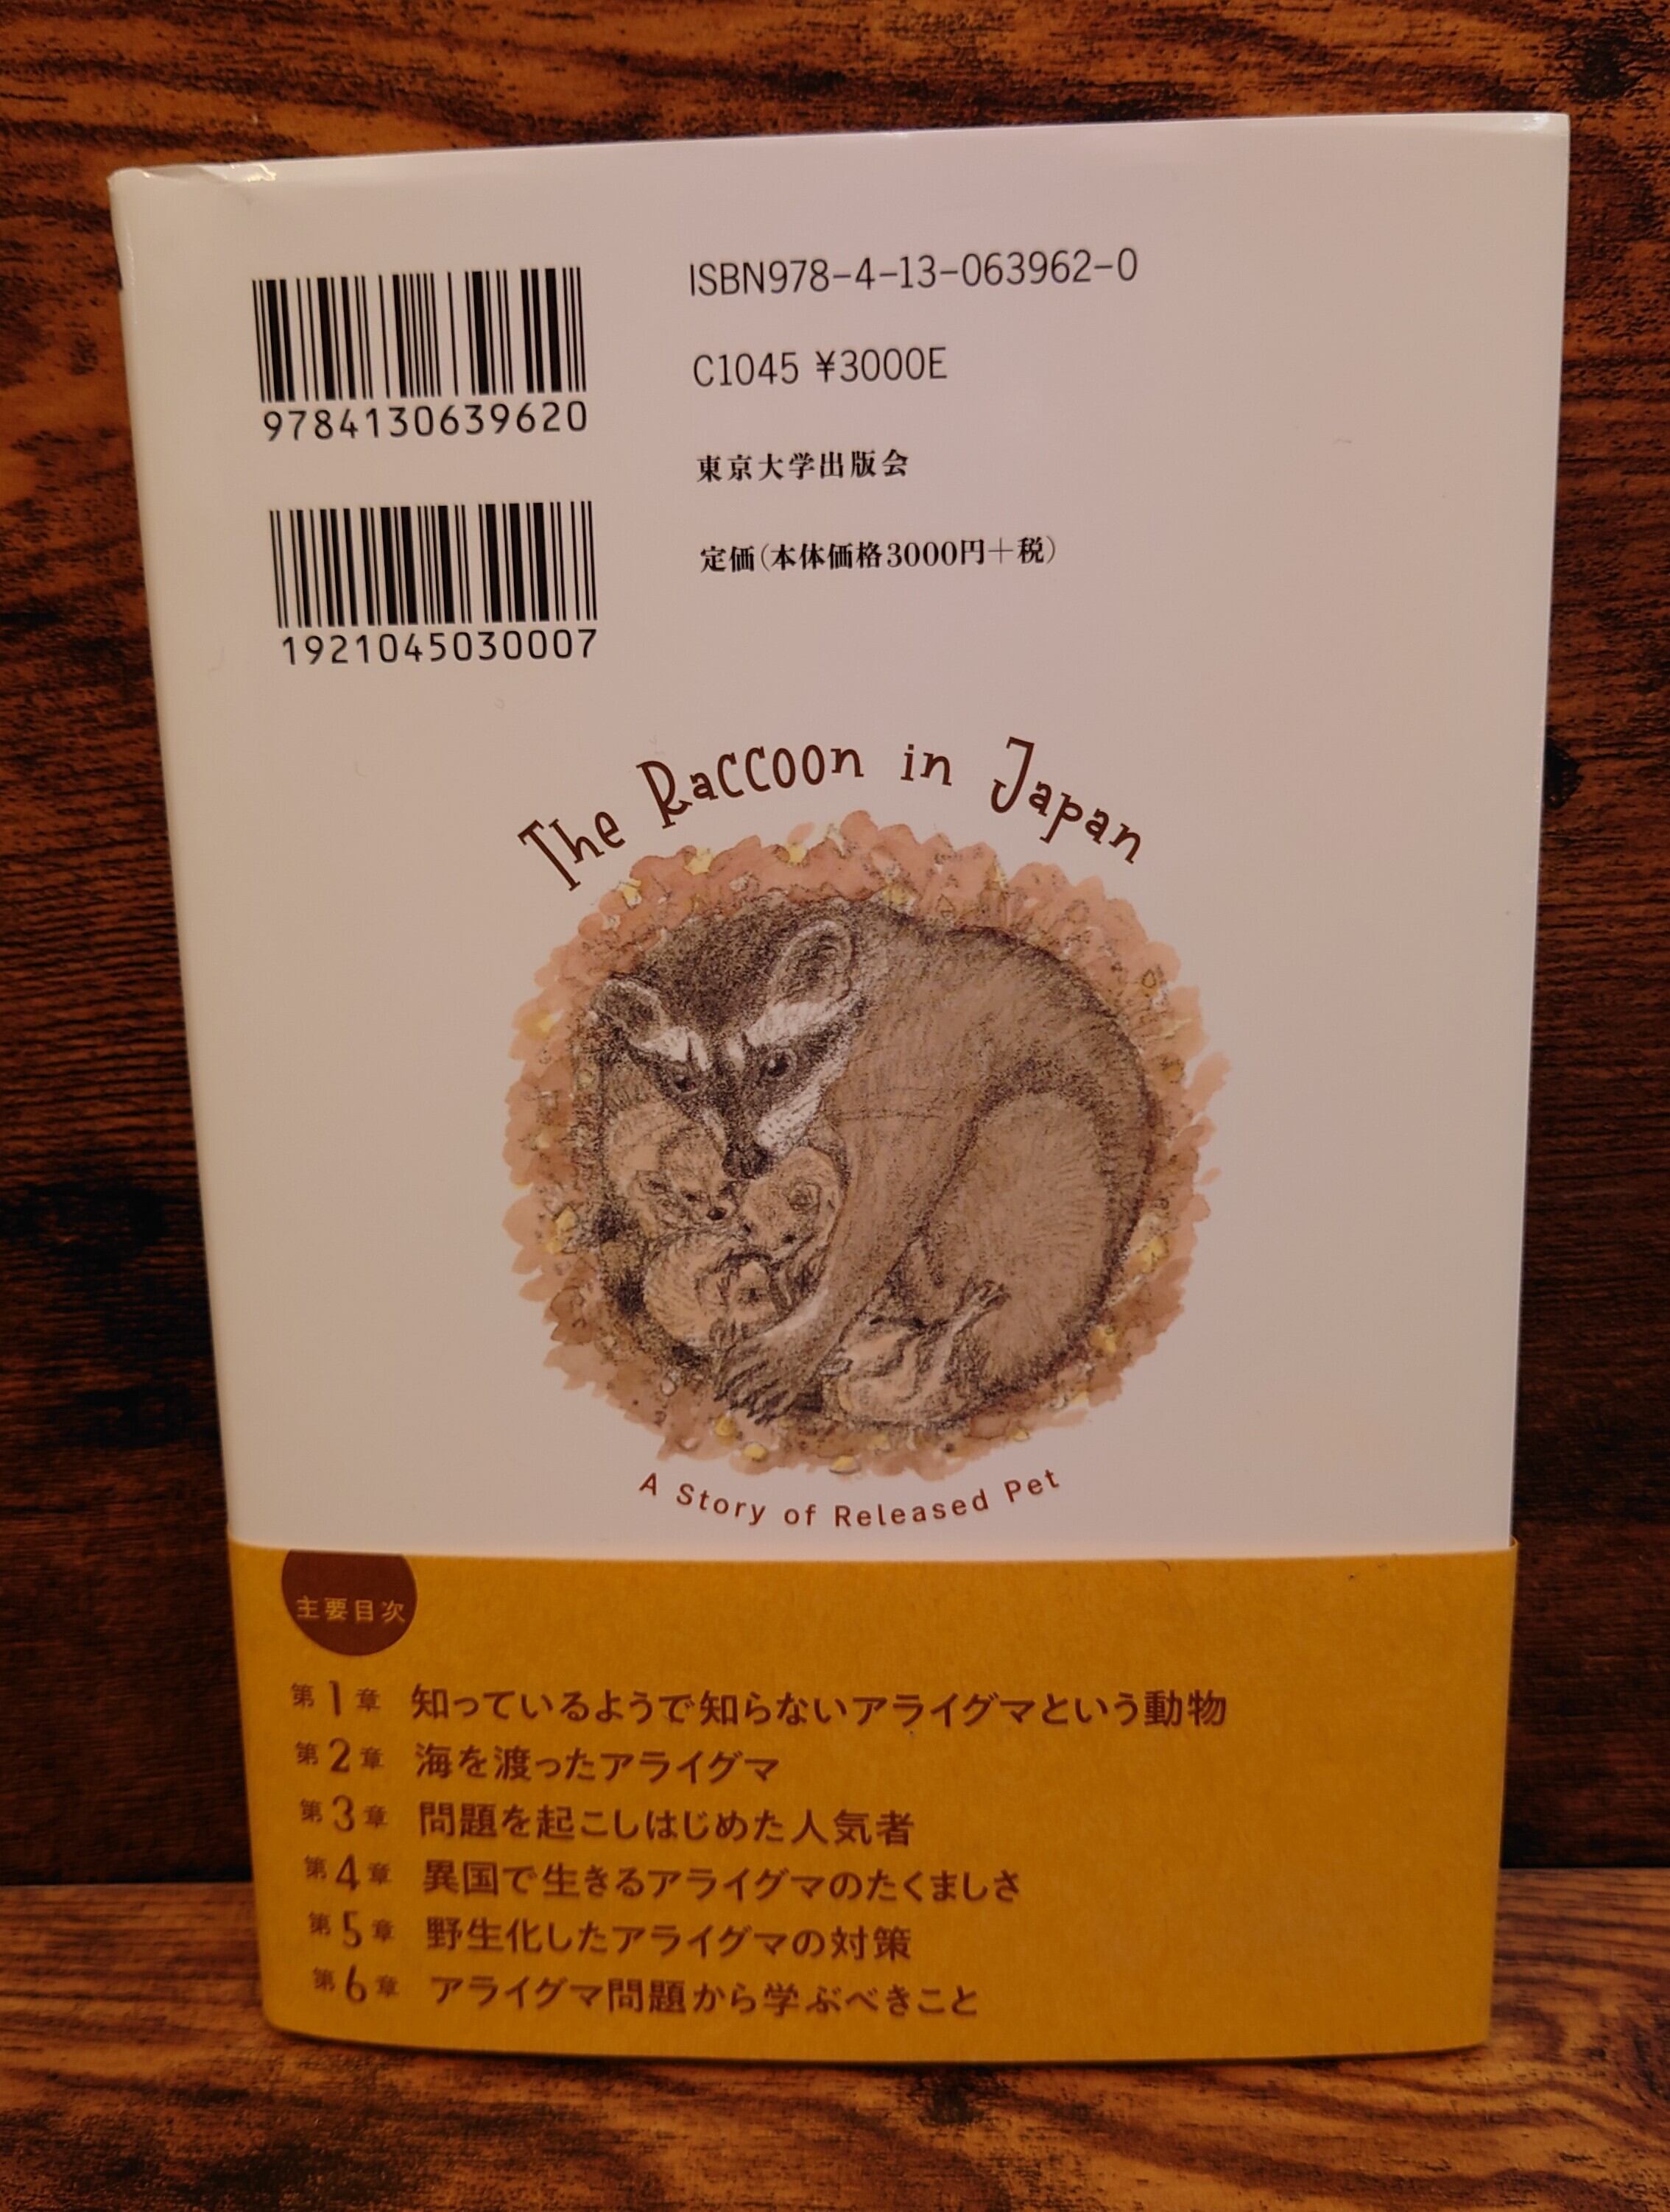 ISBN978-4-13-063962-0
9784130639620
C1045 ¥3000E
東京大学出版会
定価(本体価格3000円+税)
1921045030007
The Raccoon in Japan
A Story of Released Pet
主要目次
第1章 知っているようで知らないアライグマという動物
第2章 海を渡ったアライグマ
第3章 問題を起こしはじめた人気者
第4章 異国で生きるアライグマのたくましさ
第5章 野生化したアライグマの対策
第6章 アライグマ問題から学ぶべきこと